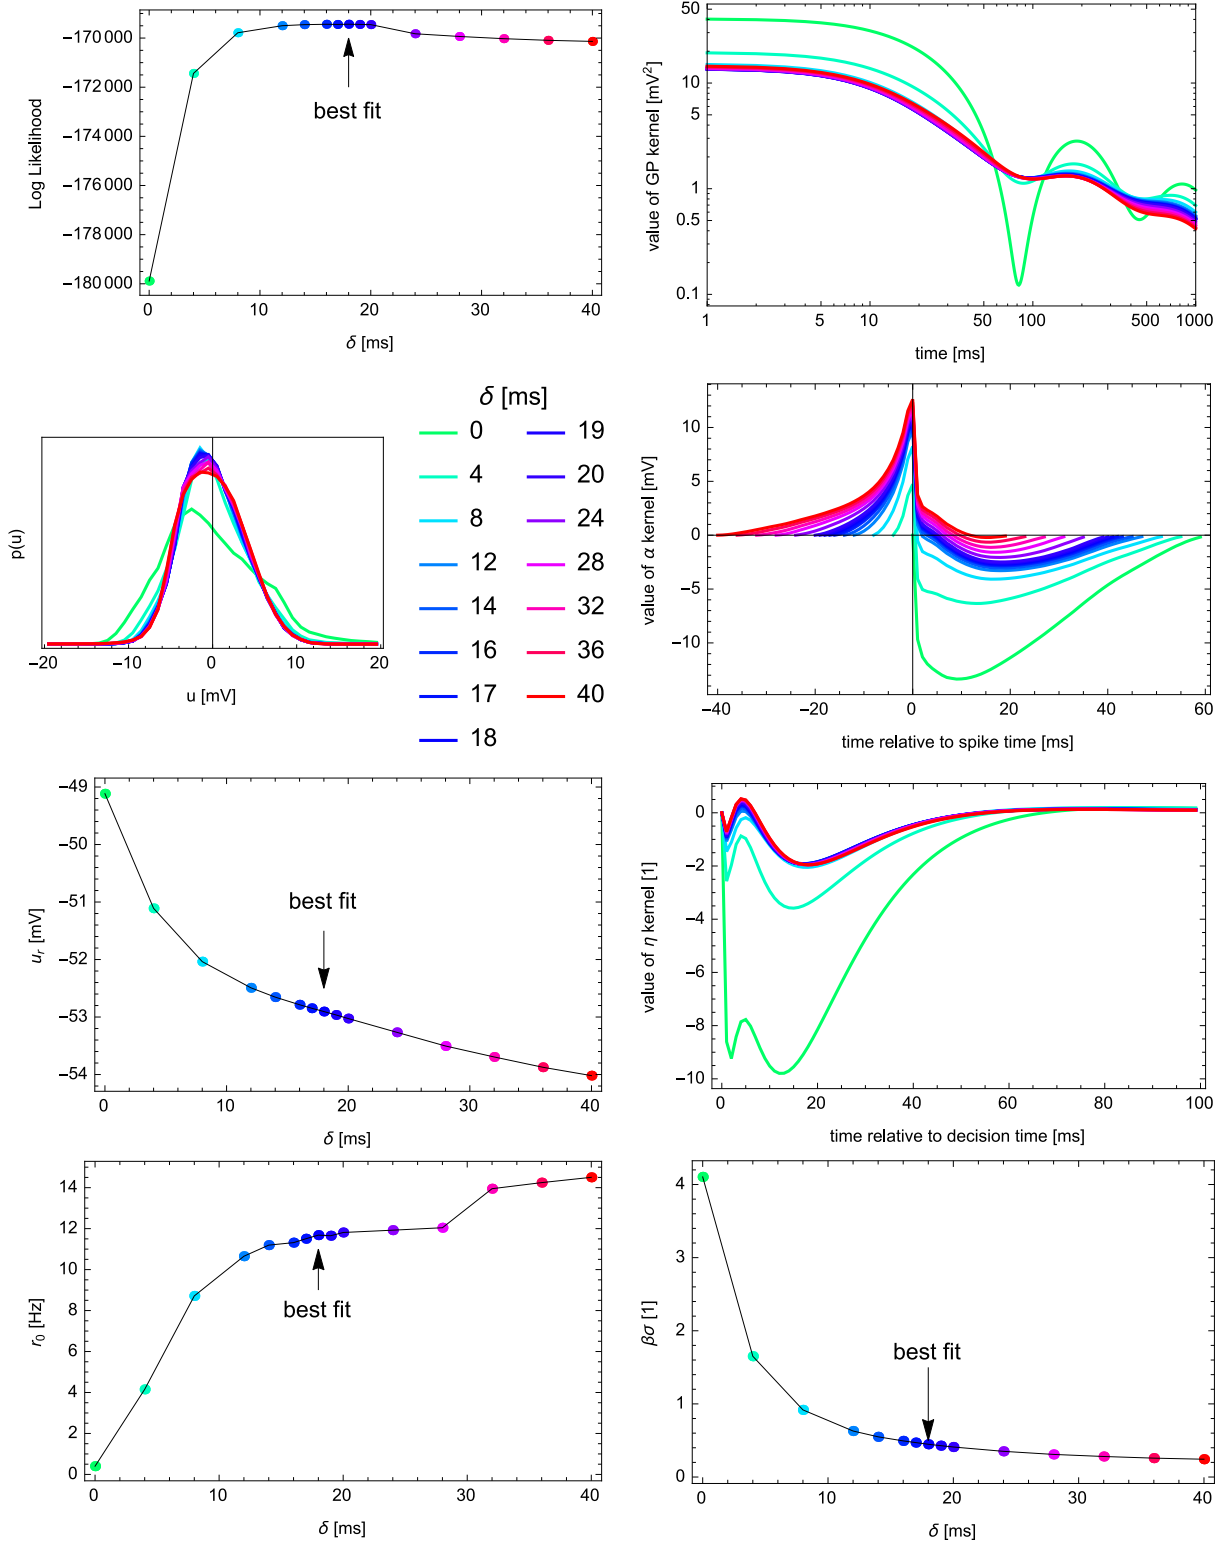 −170 000
−172 000
−174 000
−176 000
−178 000
−180 000
Log Likelihood
best fit
0 10 20 30 40
δ [ms]
50
10
5
1
0.5
0.1
value of GP kernel [mV²]
1 5 10 50 100 500 1000
time [ms]
p(u)
−20 −10 0 10 20
u [mV]
δ [ms]
0 19
4 20
8 24
12 28
14 32
16 36
17 40
18
10
5
0
−5
−10
value of α kernel [mV]
−40 −20 0 20 40 60
time relative to spike time [ms]
−49
−50
−51
−52
−53
−54
u_r [mV]
best fit
0 10 20 30 40
δ [ms]
0
−2
−4
−6
−8
−10
value of η kernel [1]
0 20 40 60 80 100
time relative to decision time [ms]
14
12
10
8
6
4
2
0
r₀ [Hz]
best fit
0 10 20 30 40
δ [ms]
4
3
2
1
0
βσ [1]
best fit
0 10 20 30 40
δ [ms]